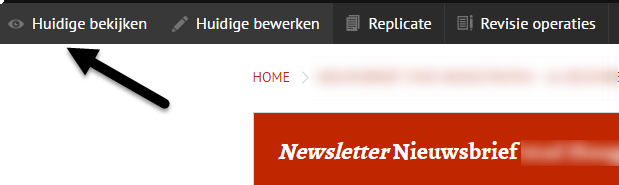 Huidige bekijken Huidige bewerken Replicate Revisie operaties
HOME
Newsletter Nieuwsbrief